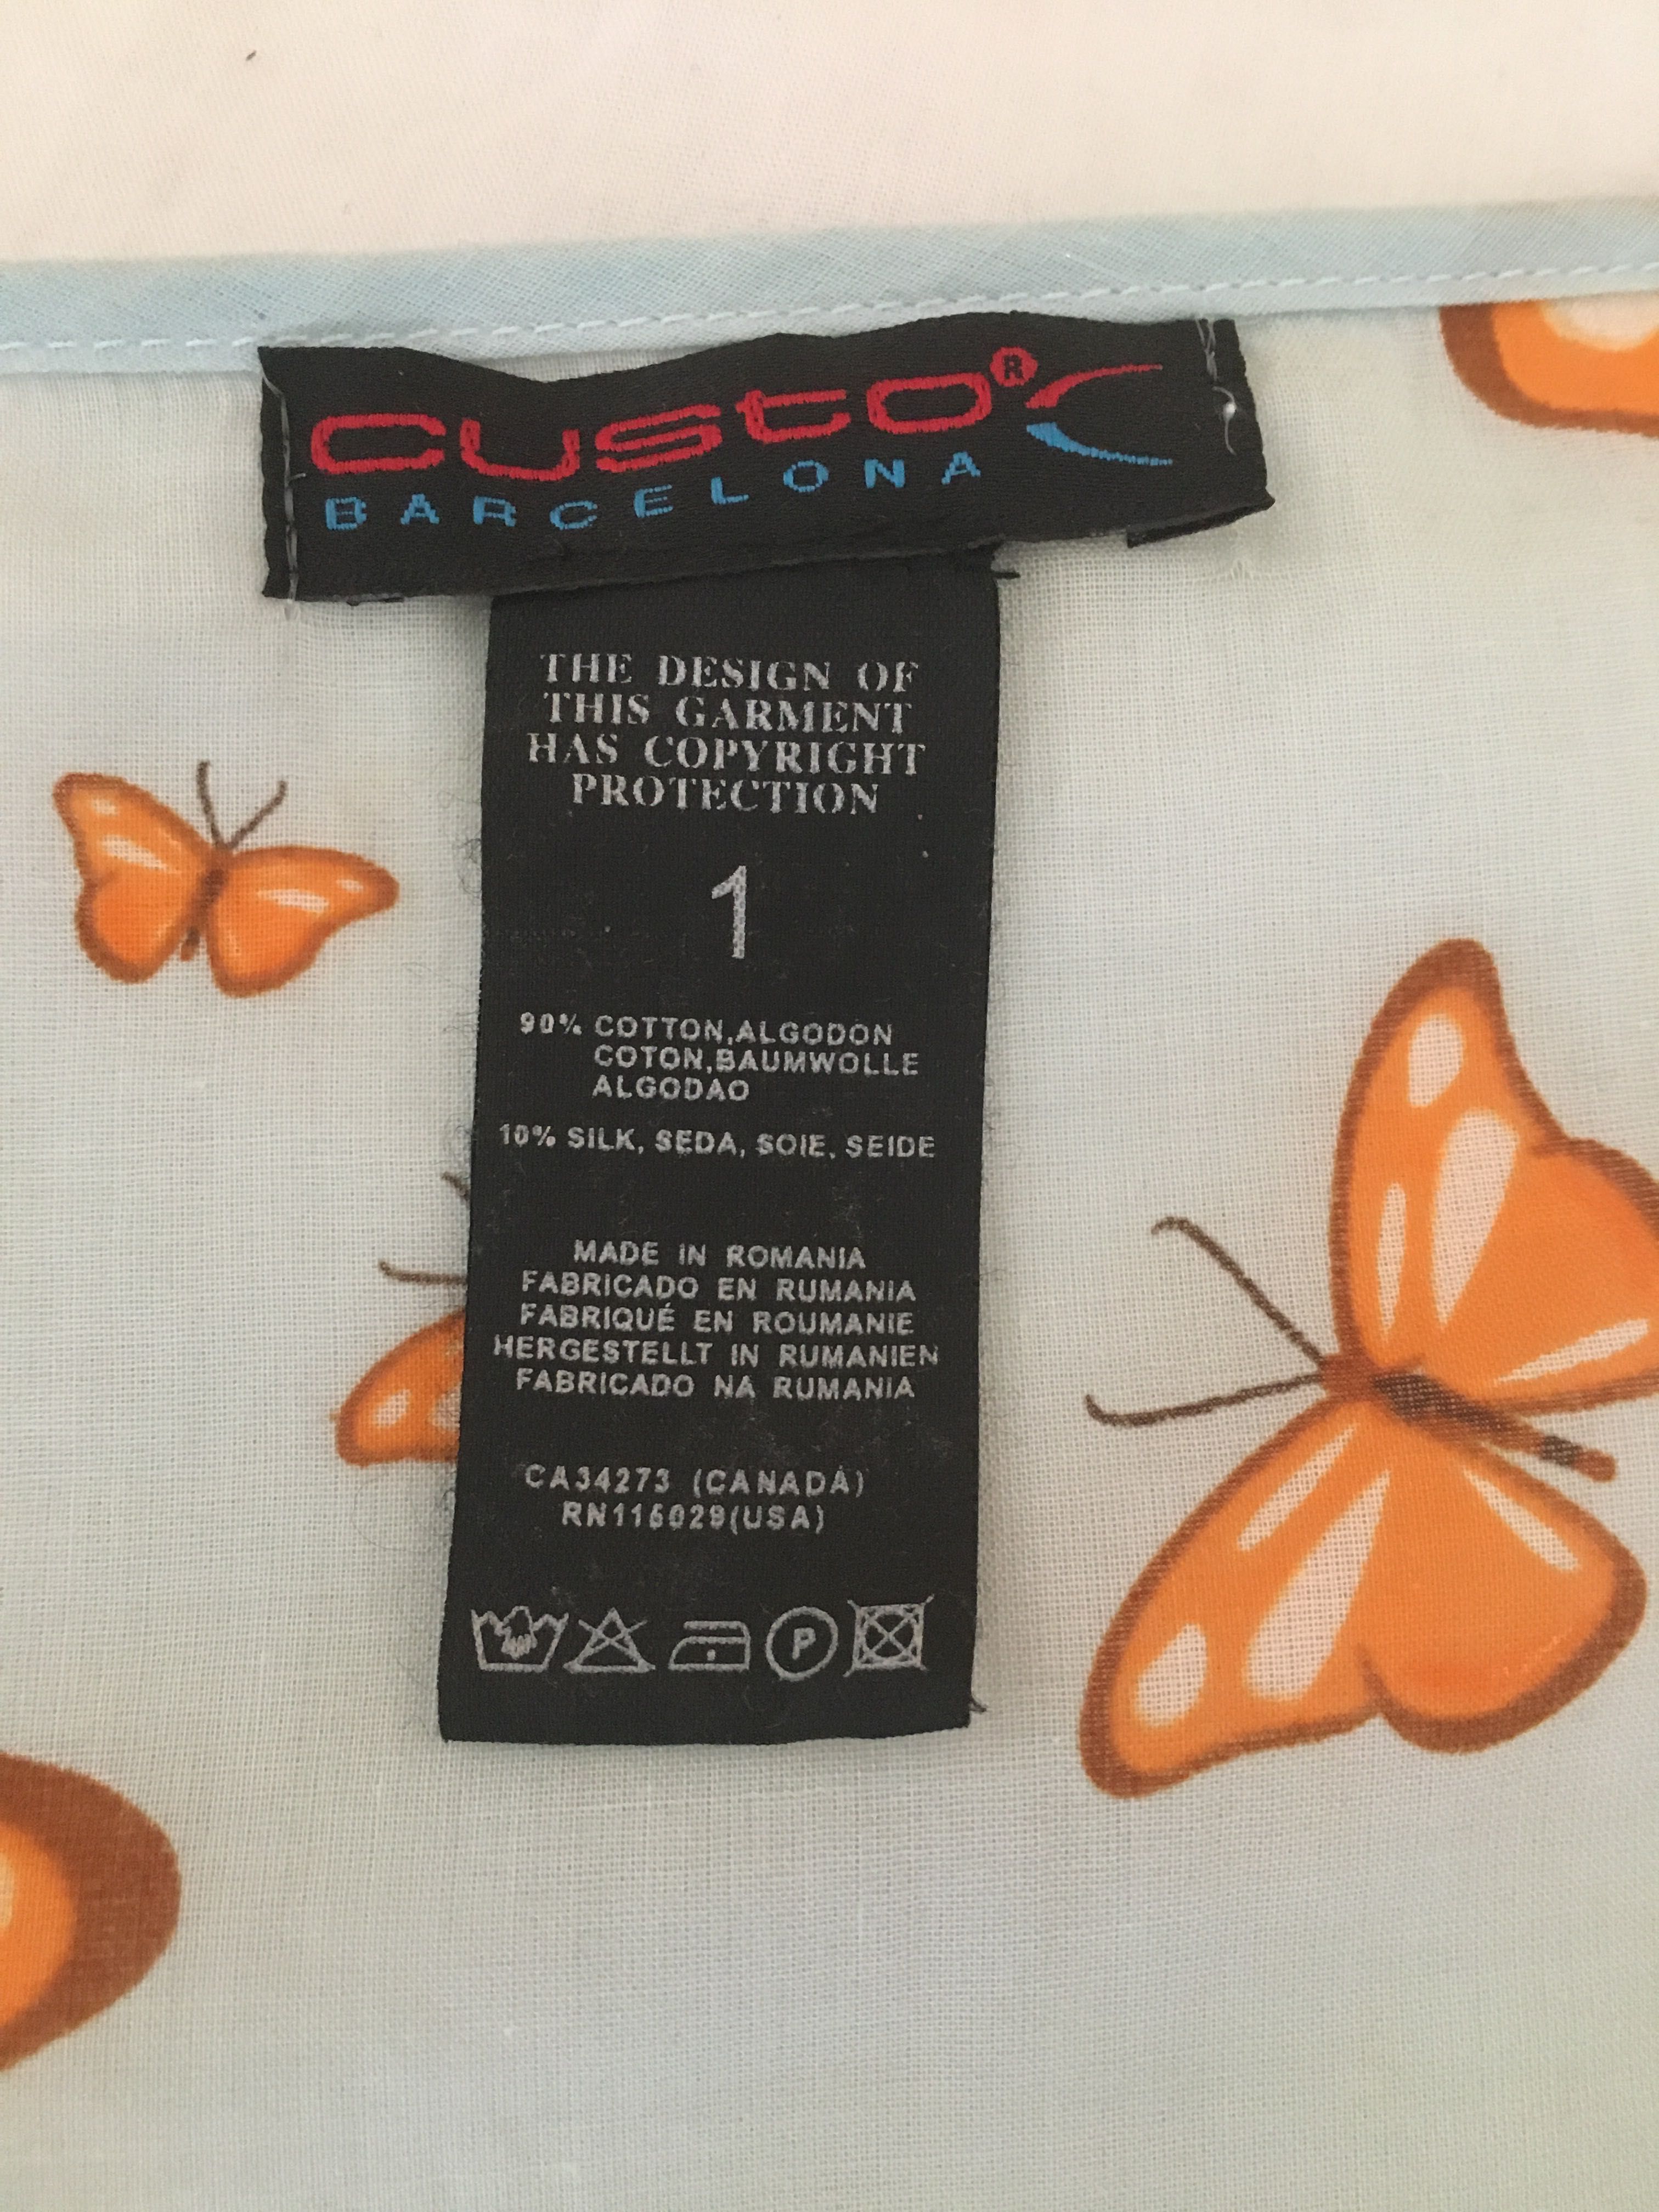 custo®
BARCELONA
THE DESIGN OF
THIS GARMENT
HAS COPYRIGHT
PROTECTION
1
90% COTTON,ALGODON
COTON,BAUMWOLLE
ALGODAO
10% SILK, SEDA, SOIE, SEIDE
MADE IN ROMANIA
FABRICADO EN RUMANIA
FABRIQUÉ EN ROUMANIE
HERGESTELLT IN RUMANIEN
FABRICADO NA RUMANIA
CA34273 (CANADA)
RN116029(USA)
P